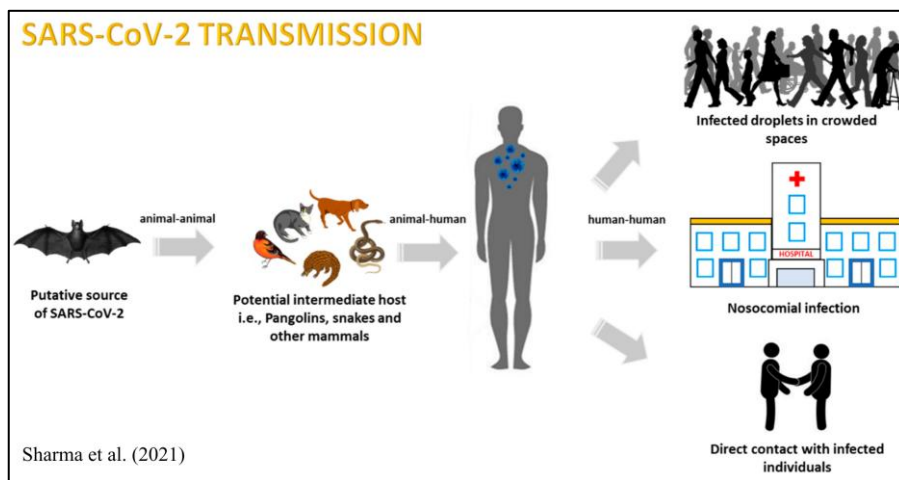 SARS-CoV-2 TRANSMISSION
animal-animal
animal-human
human-human
Putative source
of SARS-CoV-2
Potential intermediate host
i.e., Pangolins, snakes and
other mammals
Infected droplets in crowded
spaces
HOSPITAL
Nosocomial infection
Direct contact with infected
individuals
Sharma et al. (2021)